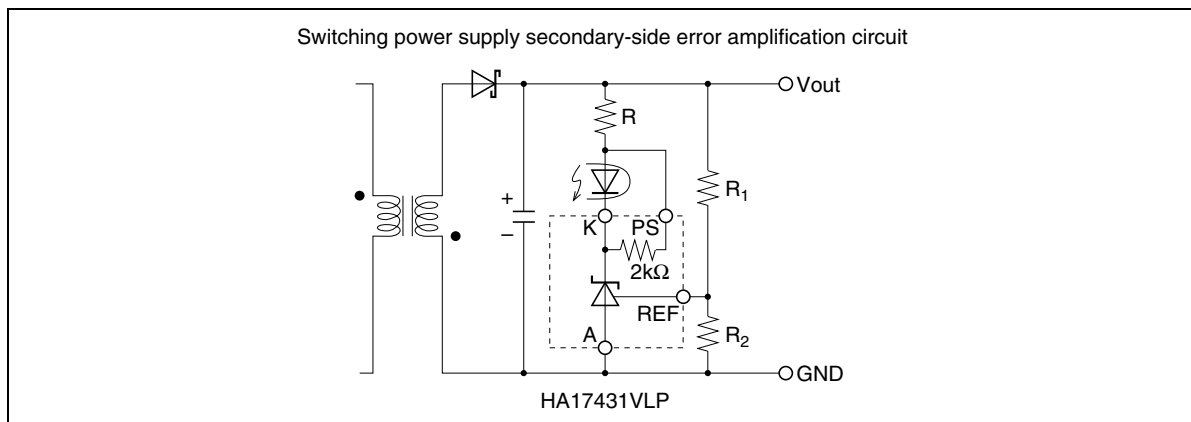 Switching power supply secondary-side error amplification circuit
Vout
R
R1
+
–
K
PS
2kΩ
REF
A
R2
GND
HA17431VLP